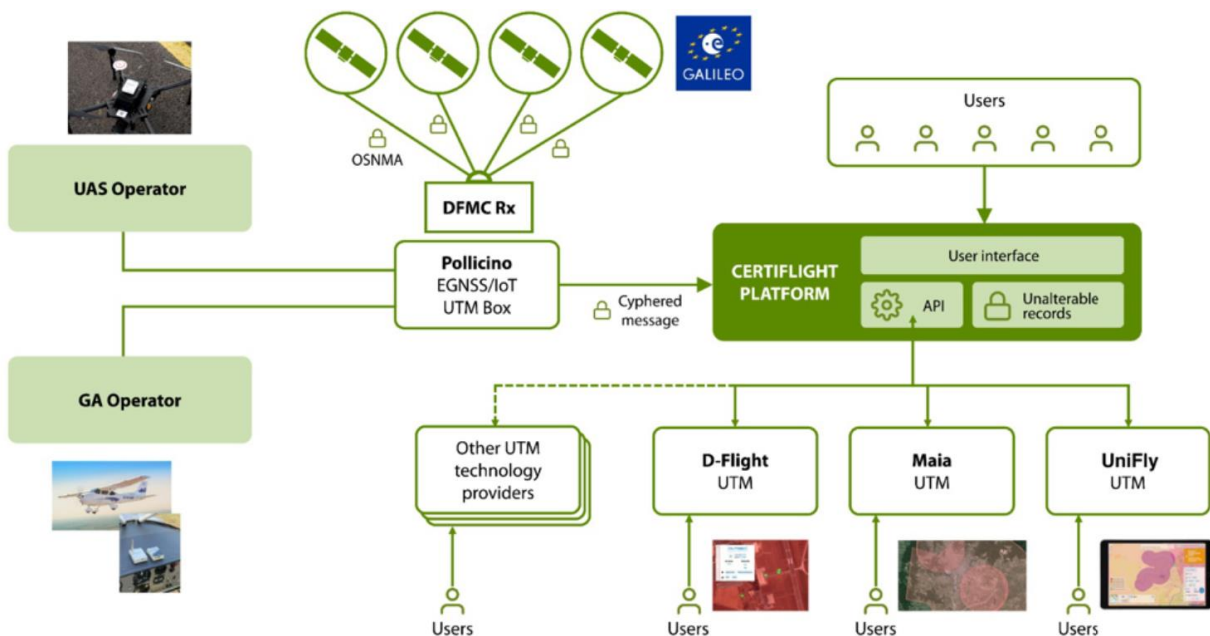 GALILEO
OSNMA
Users
UAS Operator
DFMC Rx
Pollicino
EGNSS/IoT
UTM Box
Cyphered
message
CERTIFLIGHT
PLATFORM
User interface
API
Unalterable
records
GA Operator
Other UTM
technology
providers
D-Flight
UTM
Maia
UTM
UniFly
UTM
Users
Users
Users
Users